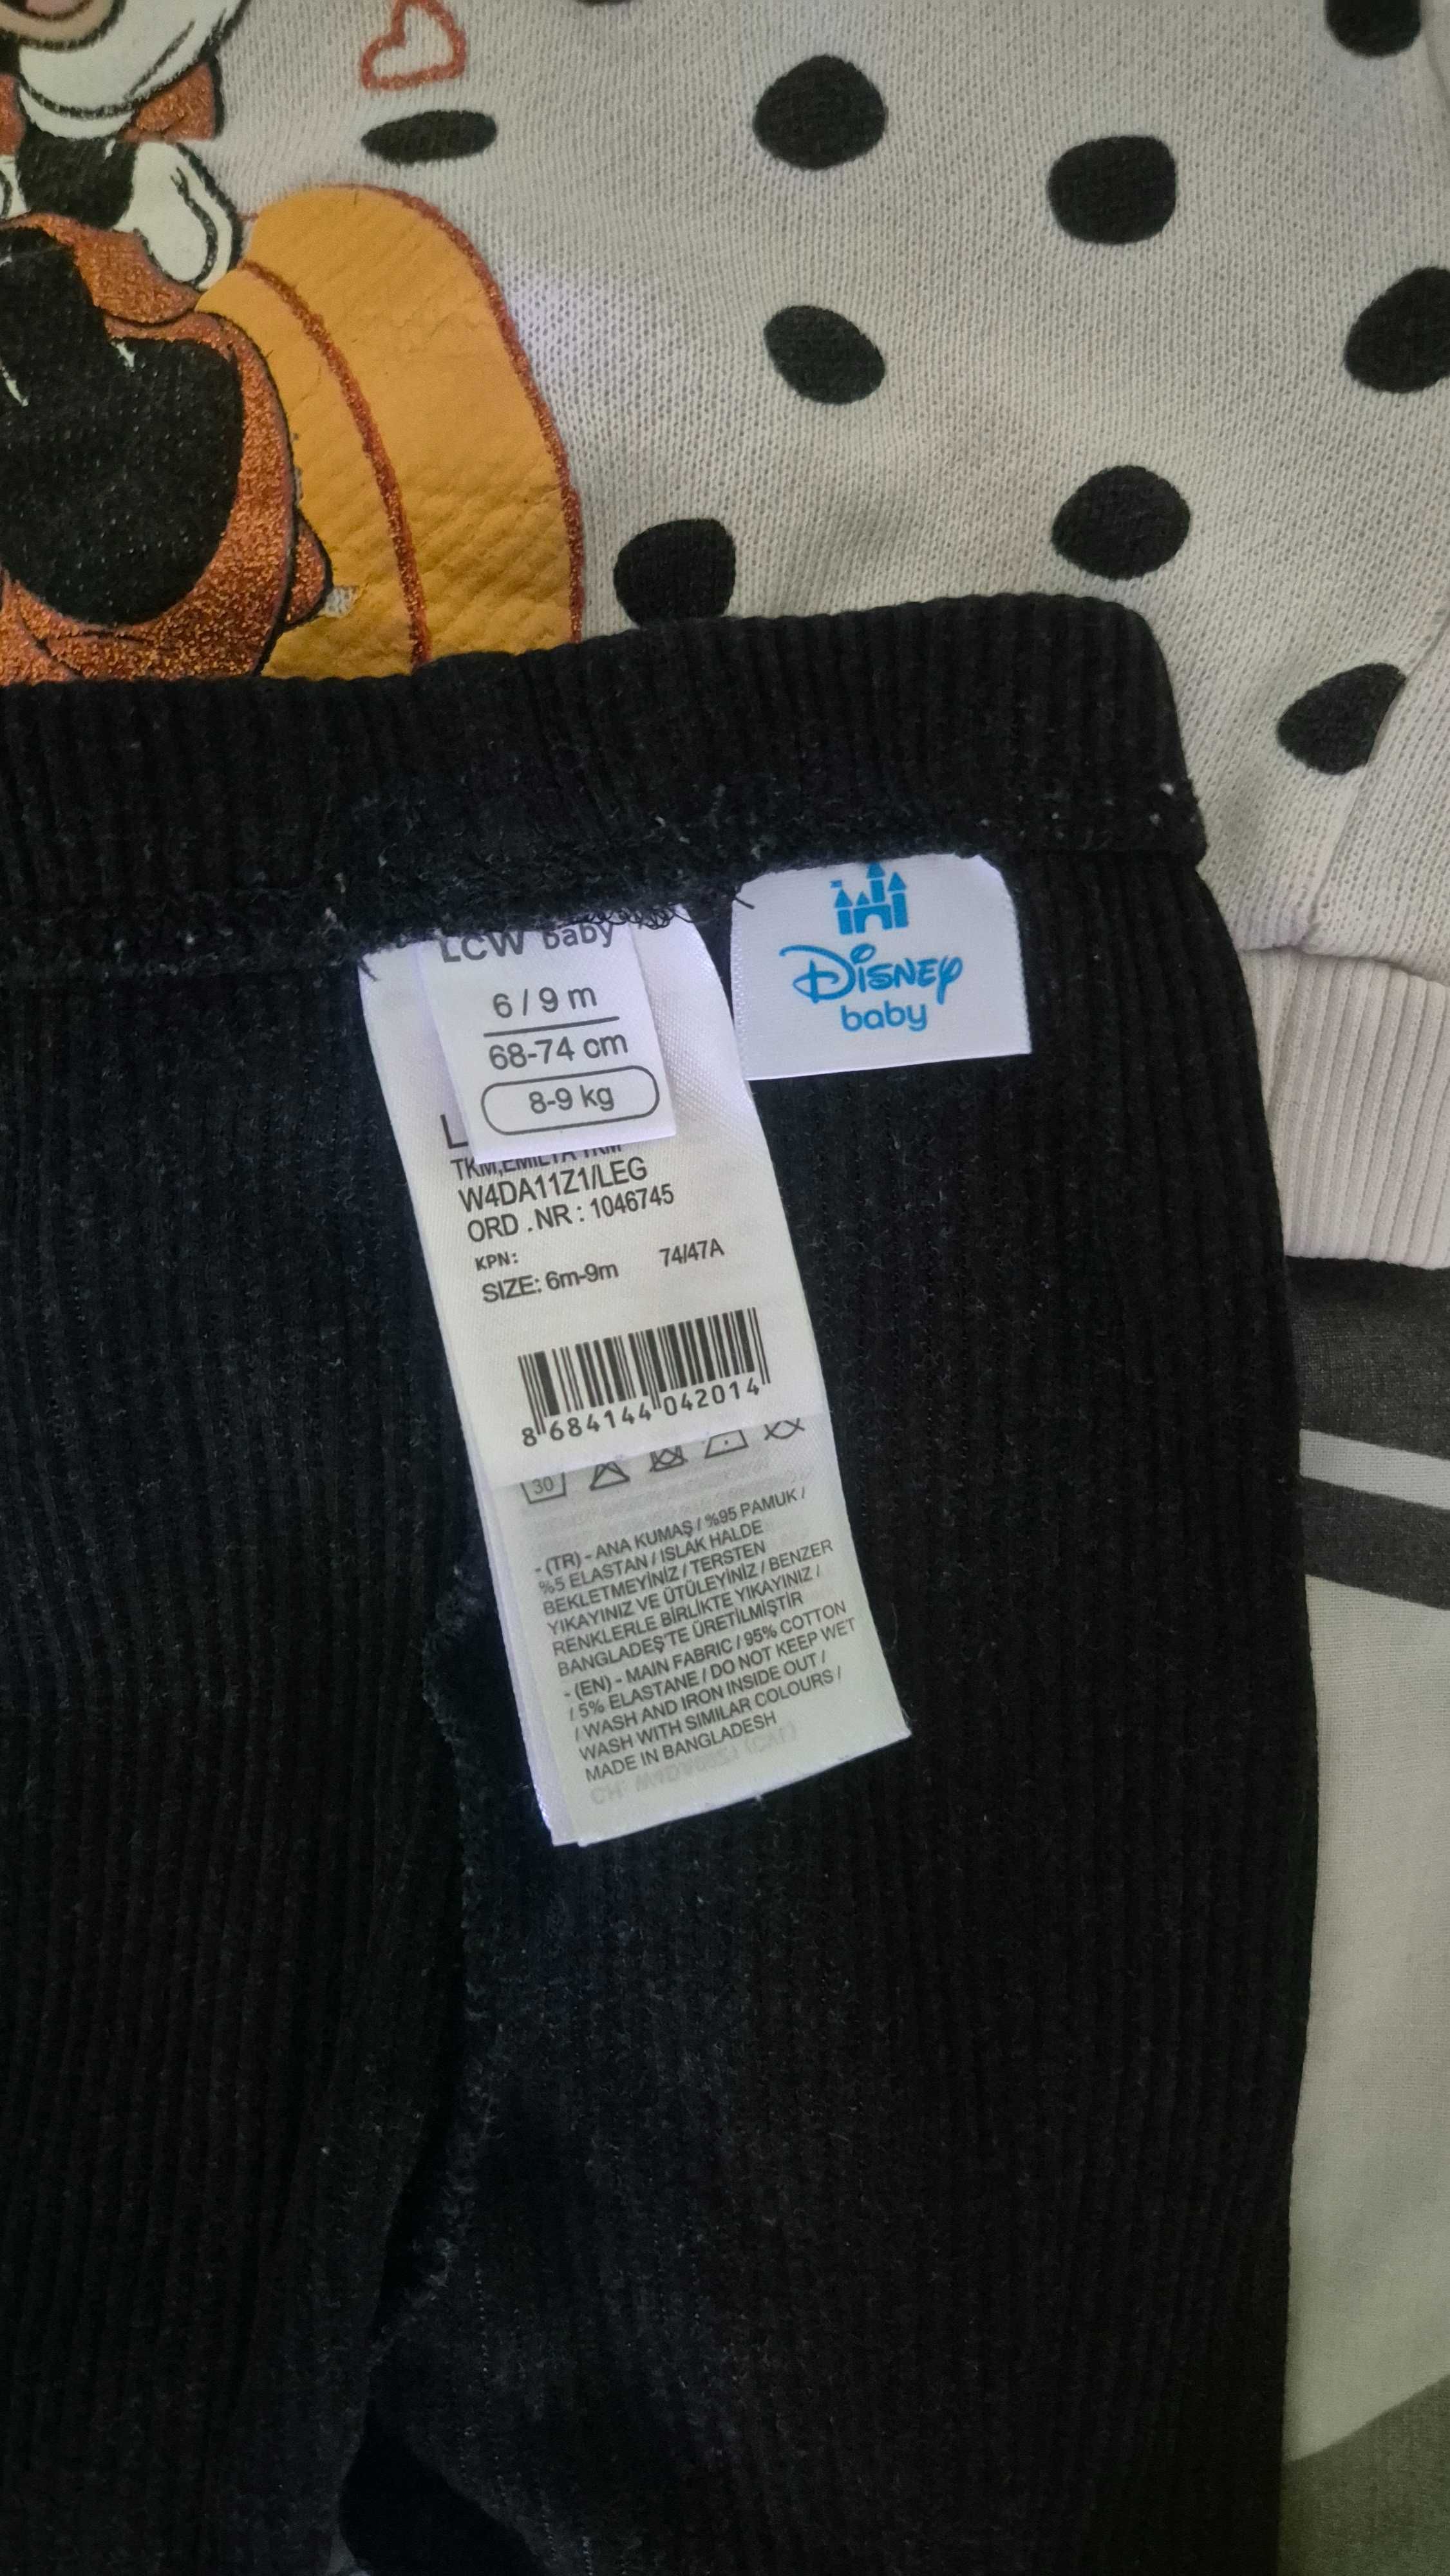 LCW baby
6 / 9 m
68-74 cm
8-9 kg
Disney
baby
W4DA11Z1/LEG
ORD . NR : 1046745
KPN:
SIZE: 6m-9m 74/47A
8 684144 042014
30
- (TR) - ANA KUMAŞ / %95 PAMUK /
%5 ELASTAN / ISLAK HALDE
BEKLETMEYİNİZ / TERSTEN
YIKAYINIZ VE ÜTÜLEYİNİZ / BENZER
RENKLERLE BİRLİKTE YIKAYINIZ /
BANGLADEŞ'TE ÜRETİLMİŞTİR
- (EN) - MAIN FABRIC / 95% COTTON
/ 5% ELASTANE / DO NOT KEEP WET
/ WASH AND IRON INSIDE OUT /
WASH WITH SIMILAR COLOURS /
MADE IN BANGLADESH